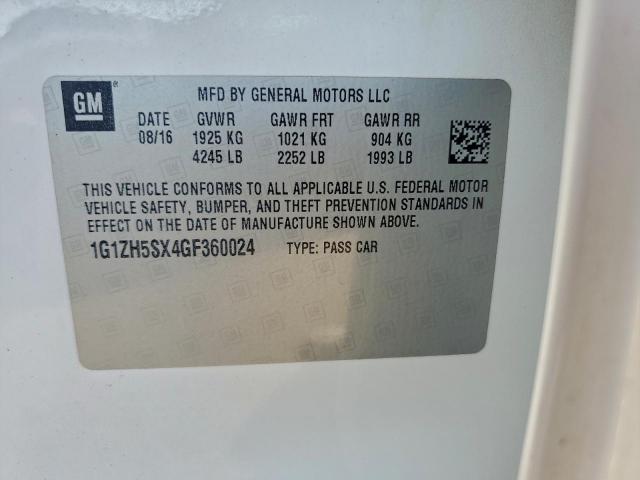 GM
MFD BY GENERAL MOTORS LLC
DATE GVWR GAWR FRT GAWR RR
08/16 1925 KG 1021 KG 904 KG
4245 LB 2252 LB 1993 LB
THIS VEHICLE CONFORMS TO ALL APPLICABLE U.S. FEDERAL MOTOR
VEHICLE SAFETY, BUMPER, AND THEFT PREVENTION STANDARDS IN
EFFECT ON THE DATE OF MANUFACTURE SHOWN ABOVE.
1G1ZH5SX4GF360024 TYPE: PASS CAR